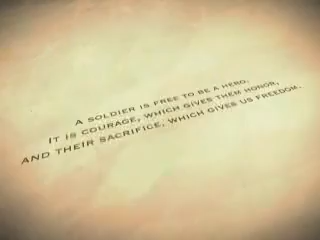 A SOLDIER IS FREE TO BE A HERO,
IT IS COURAGE, WHICH GIVES THEM HONOR,
AND THEIR SACRIFICE, WHICH GIVES US FREEDOM.